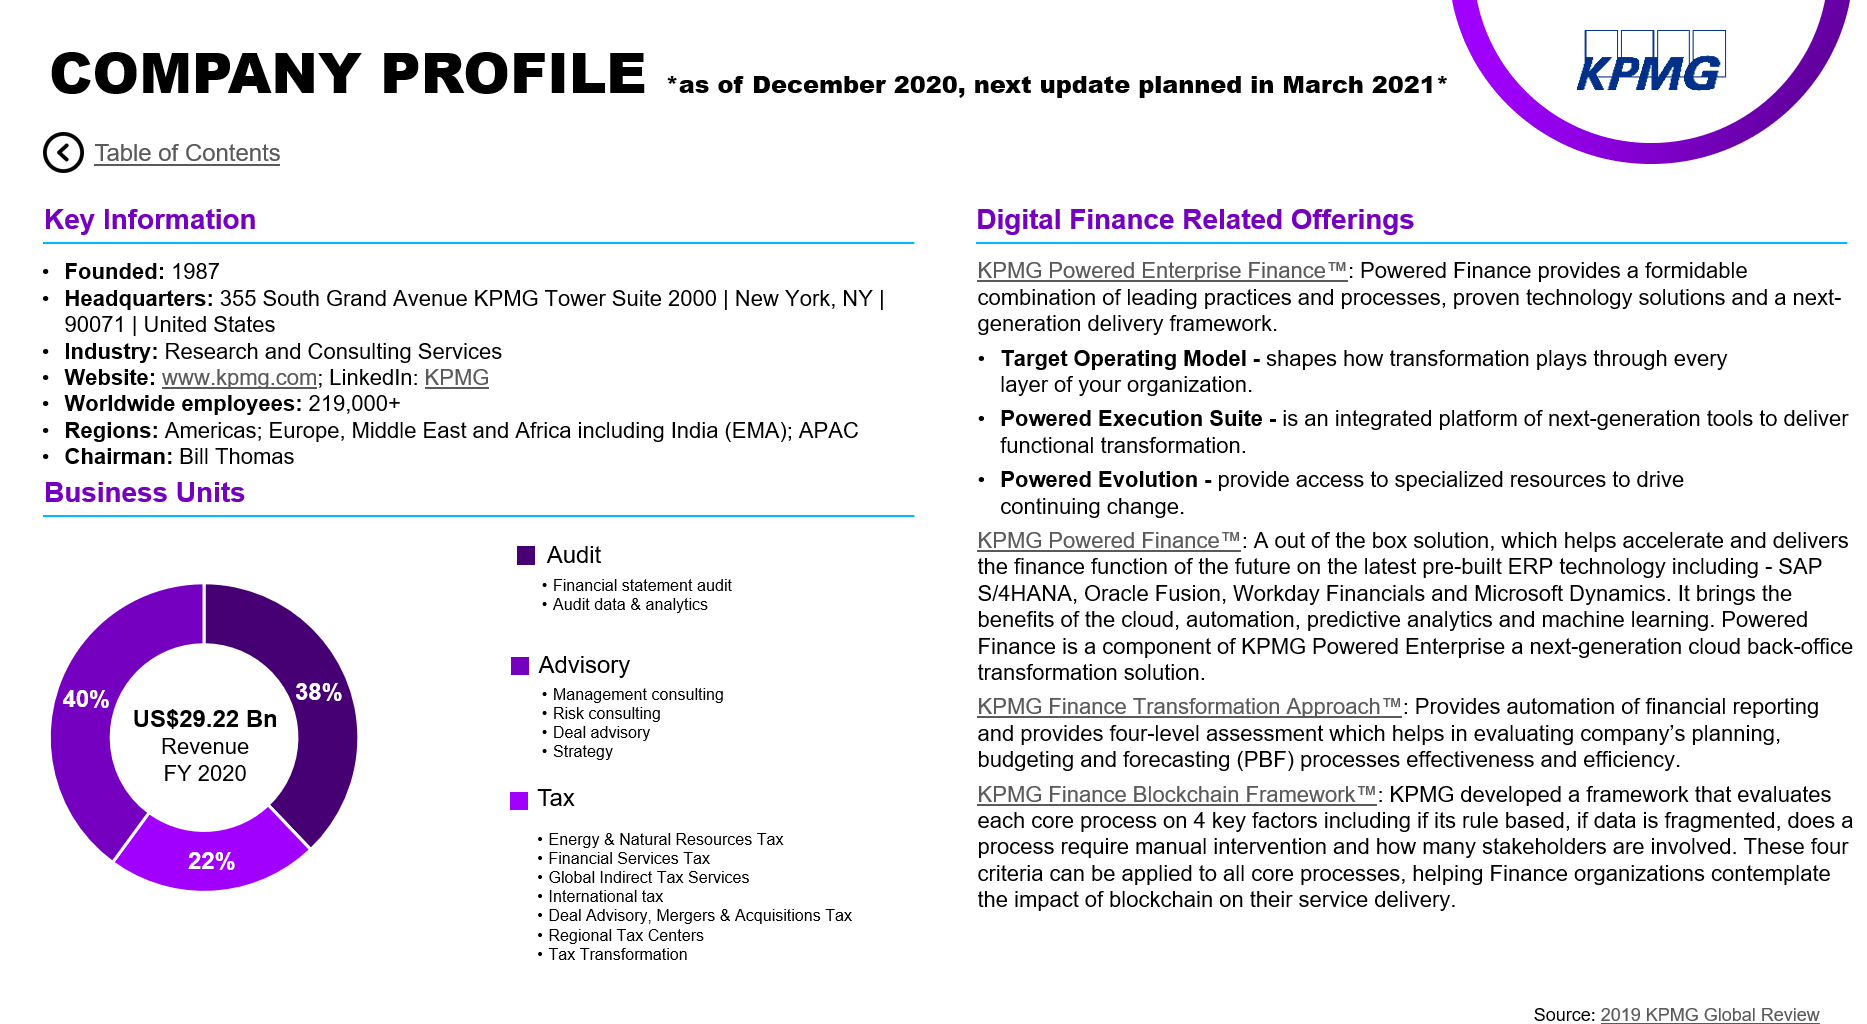 COMPANY PROFILE *as of December 2020, next update planned in March 2021*
KPMG
Table of Contents
Key Information
• Founded: 1987
• Headquarters: 355 South Grand Avenue KPMG Tower Suite 2000 | New York, NY |
90071 | United States
• Industry: Research and Consulting Services
• Website: www.kpmg.com; LinkedIn: KPMG
• Worldwide employees: 219,000+
• Regions: Americas; Europe, Middle East and Africa including India (EMA); APAC
• Chairman: Bill Thomas
Business Units
40%
38%
22%
US$29.22 Bn
Revenue
FY 2020
Audit
• Financial statement audit
• Audit data & analytics
Advisory
• Management consulting
• Risk consulting
• Deal advisory
• Strategy
Tax
• Energy & Natural Resources Tax
• Financial Services Tax
• Global Indirect Tax Services
• International tax
• Deal Advisory, Mergers & Acquisitions Tax
• Regional Tax Centers
• Tax Transformation
Digital Finance Related Offerings
KPMG Powered Enterprise Finance™: Powered Finance provides a formidable
combination of leading practices and processes, proven technology solutions and a next-
generation delivery framework.
• Target Operating Model - shapes how transformation plays through every
layer of your organization.
• Powered Execution Suite - is an integrated platform of next-generation tools to deliver
functional transformation.
• Powered Evolution - provide access to specialized resources to drive
continuing change.
KPMG Powered Finance™: A out of the box solution, which helps accelerate and delivers
the finance function of the future on the latest pre-built ERP technology including - SAP
S/4HANA, Oracle Fusion, Workday Financials and Microsoft Dynamics. It brings the
benefits of the cloud, automation, predictive analytics and machine learning. Powered
Finance is a component of KPMG Powered Enterprise a next-generation cloud back-office
transformation solution.
KPMG Finance Transformation Approach™: Provides automation of financial reporting
and provides four-level assessment which helps in evaluating company’s planning,
budgeting and forecasting (PBF) processes effectiveness and efficiency.
KPMG Finance Blockchain Framework™: KPMG developed a framework that evaluates
each core process on 4 key factors including if its rule based, if data is fragmented, does a
process require manual intervention and how many stakeholders are involved. These four
criteria can be applied to all core processes, helping Finance organizations contemplate
the impact of blockchain on their service delivery.
Source: 2019 KPMG Global Review